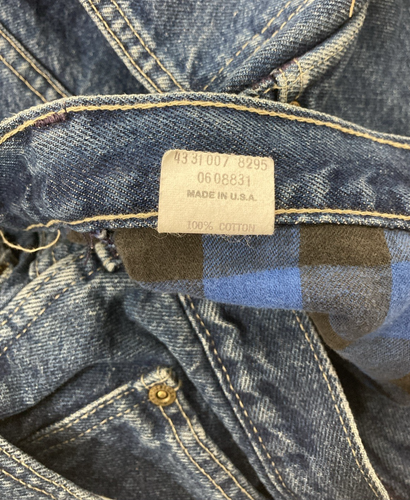 4331007 8295
0608831
MADE IN U.S.A.
100% COTTON